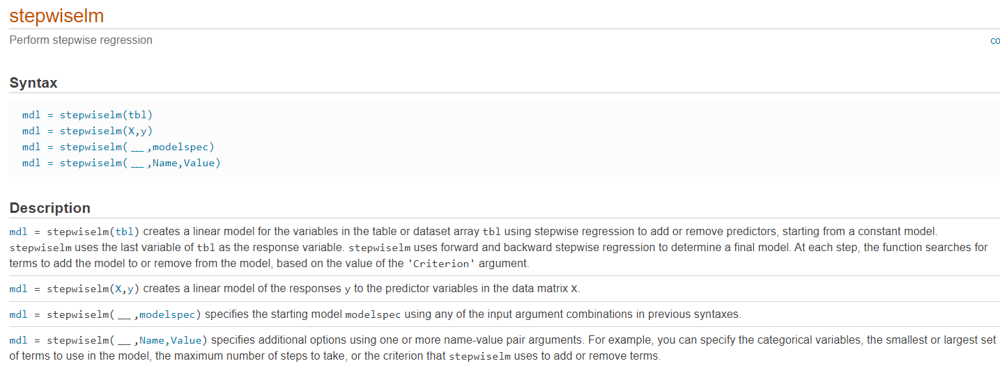 stepwiselm
Perform stepwise regression
co
Syntax
mdl = stepwiselm(tbl)
mdl = stepwiselm(X,y)
mdl = stepwiselm(__,modelspec)
mdl = stepwiselm(__,Name,Value)
Description
mdl = stepwiselm(tbl) creates a linear model for the variables in the table or dataset array tbl using stepwise regression to add or remove predictors, starting from a constant model.
stepwiselm uses the last variable of tbl as the response variable. stepwiselm uses forward and backward stepwise regression to determine a final model. At each step, the function searches for
terms to add the model to or remove from the model, based on the value of the 'Criterion' argument.
mdl = stepwiselm(X,y) creates a linear model of the responses y to the predictor variables in the data matrix X.
mdl = stepwiselm(__,modelspec) specifies the starting model modelspec using any of the input argument combinations in previous syntaxes.
mdl = stepwiselm(__,Name,Value) specifies additional options using one or more name-value pair arguments. For example, you can specify the categorical variables, the smallest or largest set
of terms to use in the model, the maximum number of steps to take, or the criterion that stepwiselm uses to add or remove terms.